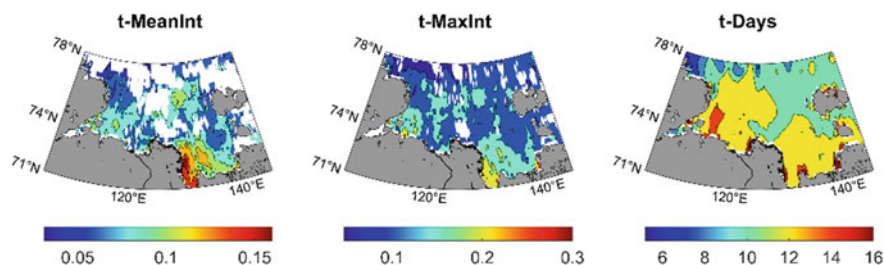 t-MeanInt t-MaxInt t-Days
78°N 78°N 78°N
74°N 74°N 74°N
71°N 71°N 71°N
120°E 140°E 120°E 140°E 120°E 140°E
0.05 0.1 0.15 0.1 0.2 0.3 6 8 10 12 14 16